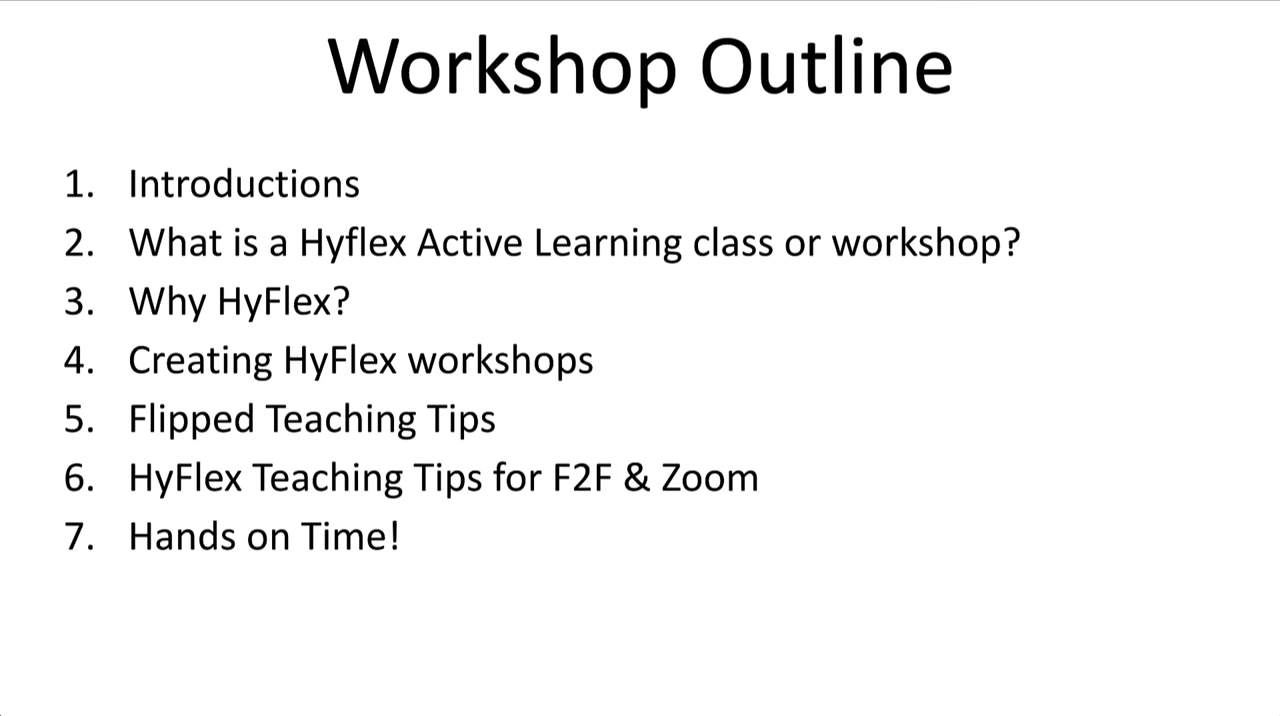 Workshop Outline
1. Introductions
2. What is a Hyflex Active Learning class or workshop?
3. Why HyFlex?
4. Creating HyFlex workshops
5. Flipped Teaching Tips
6. HyFlex Teaching Tips for F2F & Zoom
7. Hands on Time!